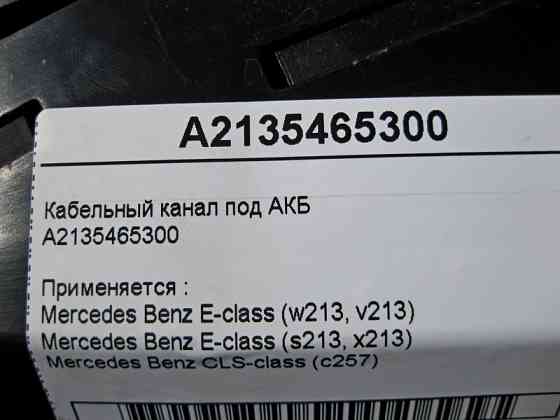 A2135465300
Кабельный канал под АКБ
A2135465300
Применяется :
Mercedes Benz E-class (w213, v213)
Mercedes Benz E-class (s213, x213)
Mercedes Benz CLS-class (c257)